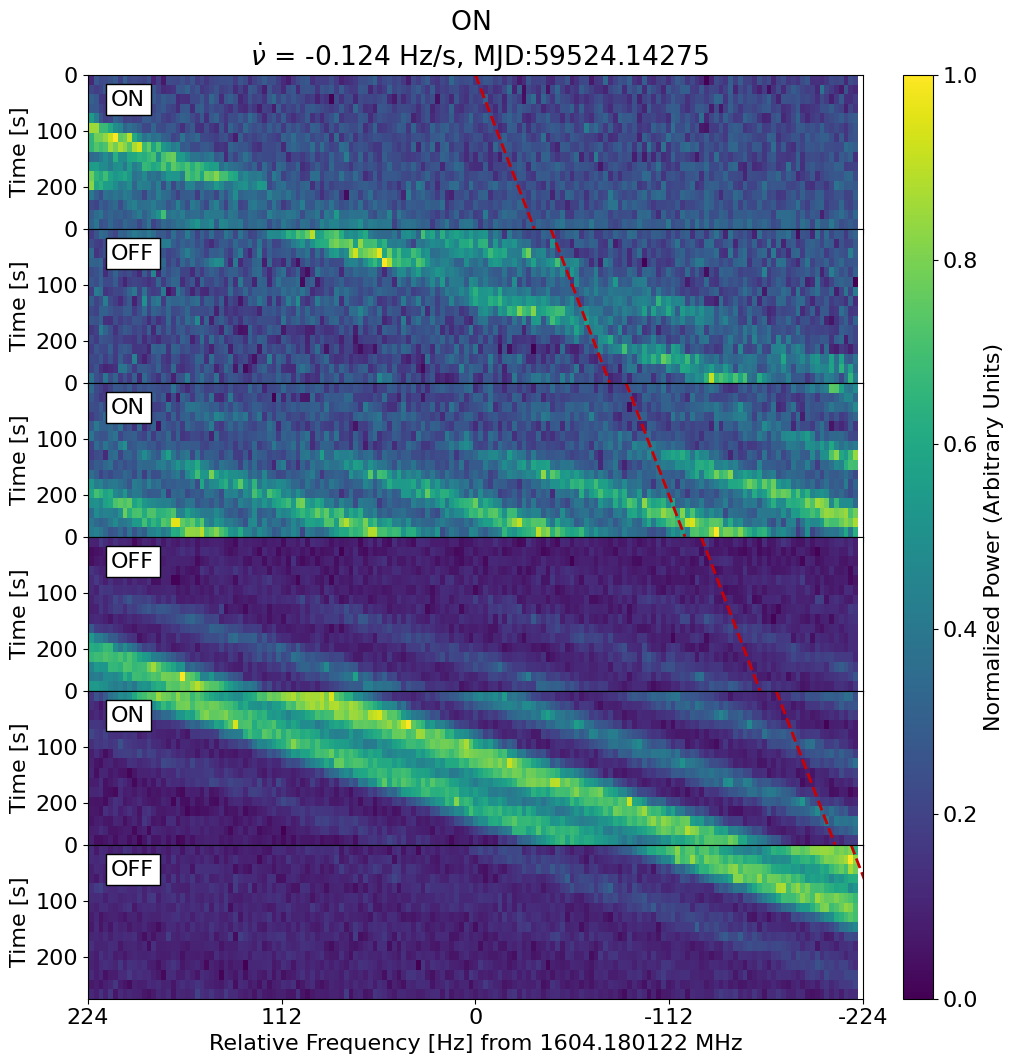 ON
ν̇ = -0.124 Hz/s, MJD:59524.14275
0
ON
100
200
Time [s]
0
OFF
100
200
Time [s]
0
ON
100
200
Time [s]
0
OFF
100
200
Time [s]
0
ON
100
200
Time [s]
0
OFF
100
200
Time [s]
224
112
0
-112
-224
Relative Frequency [Hz] from 1604.180122 MHz
1.0
0.8
0.6
0.4
0.2
0.0
Normalized Power (Arbitrary Units)